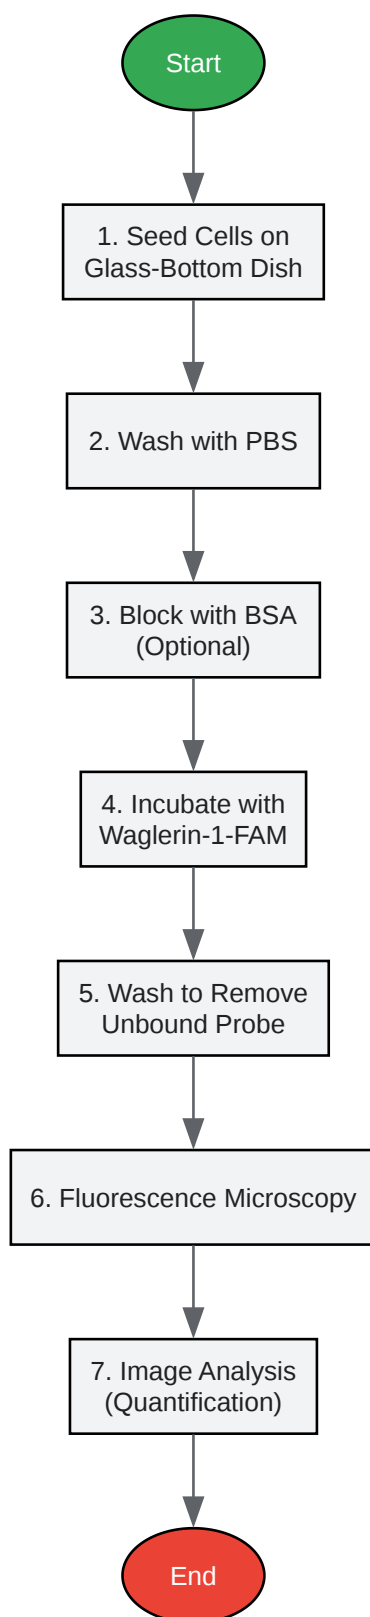 Start
1. Seed Cells on
Glass-Bottom Dish
2. Wash with PBS
3. Block with BSA
(Optional)
4. Incubate with
Waglerin-1-FAM
5. Wash to Remove
Unbound Probe
6. Fluorescence Microscopy
7. Image Analysis
(Quantification)
End